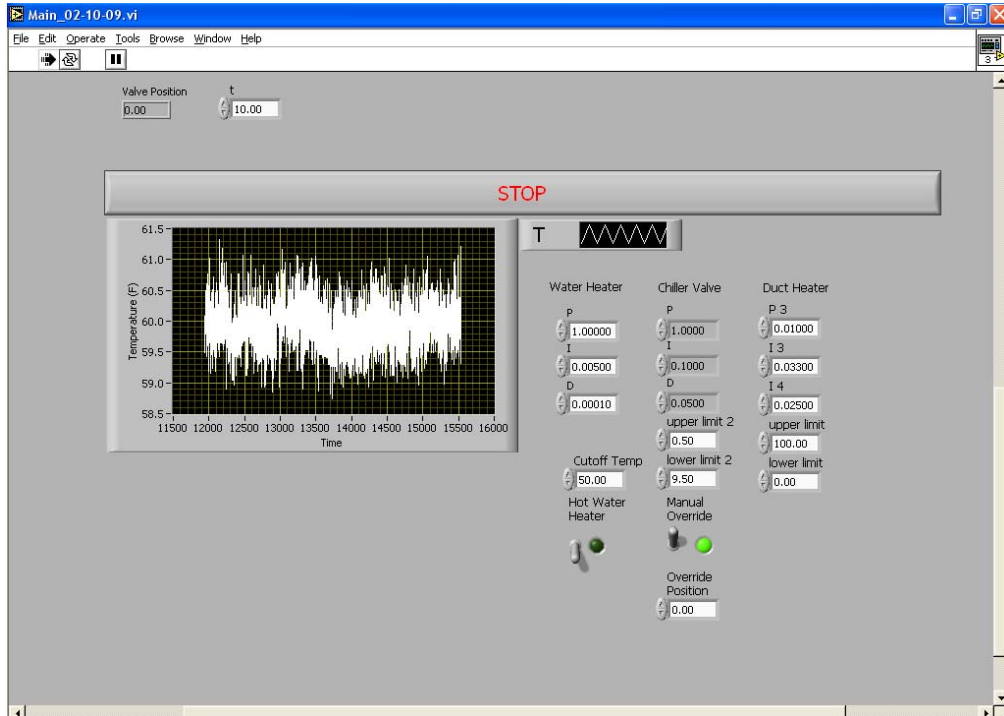 Main_02-10-09.vi
File Edit Operate Tools Browse Window Help
3
Valve Position
0.00
t
10.00
STOP
61.5
61.0
60.5
60.0
59.5
59.0
58.5
Temperature (F)
11500 12000 12500 13000 13500 14000 14500 15000 15500 16000
Time
T
Water Heater
P
1.00000
I
0.00500
D
0.00010
Cutoff Temp
50.00
Hot Water
Heater
Chiller Valve
P
1.0000
I
0.1000
D
0.0500
upper limit 2
0.50
lower limit 2
9.50
Manual
Override
Override
Position
0.00
Duct Heater
P 3
0.01000
I 3
0.03300
I 4
0.02500
upper limit
100.00
lower limit
0.00